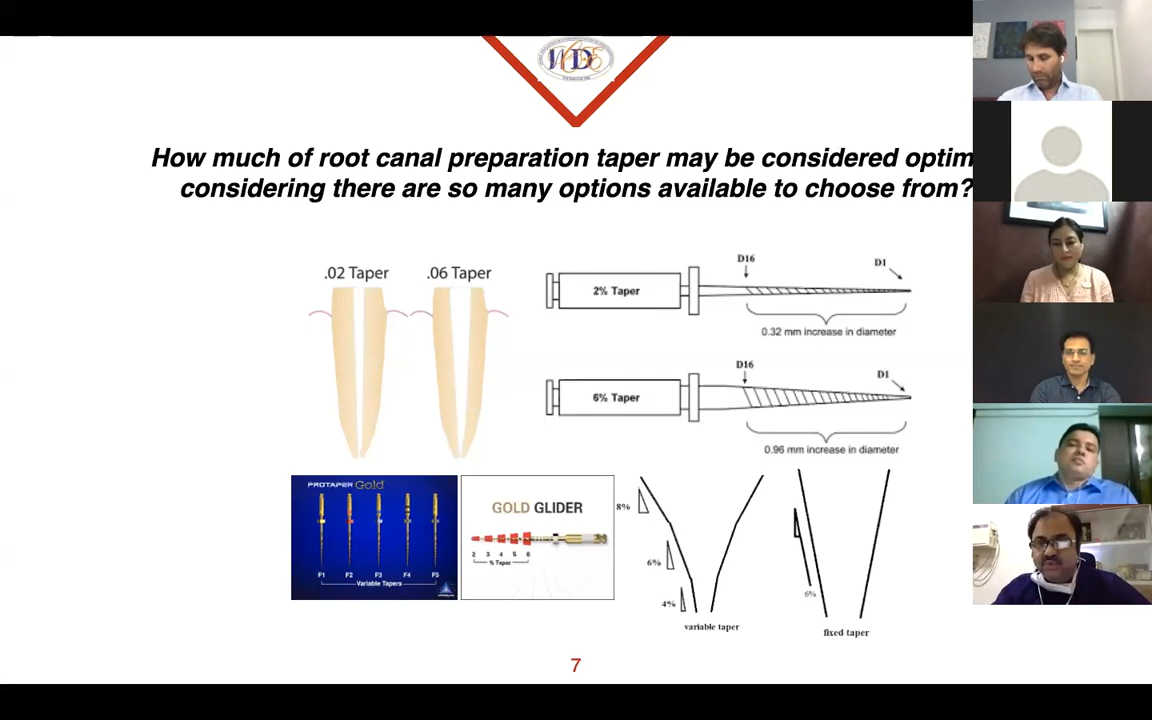 WDCE
How much of root canal preparation taper may be considered optim
considering there are so many options available to choose from?
.02 Taper
.06 Taper
D16
D1
2% Taper
0.32 mm increase in diameter
D16
D1
6% Taper
0.96 mm increase in diameter
PROTAPER Gold
F1 F2 F3 F4 F5
Variable Tapers
GOLD GLIDER
2 3 4 5 6
% Taper
8%
6%
4%
variable taper
6%
fixed taper
7